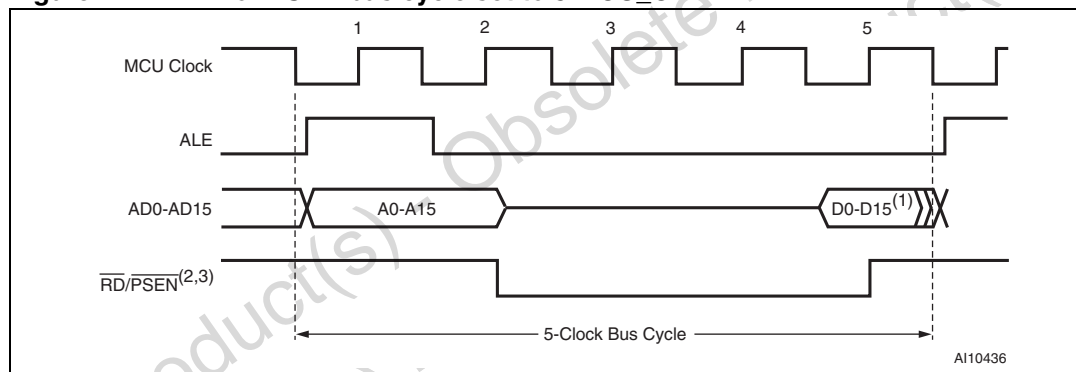 1 2 3 4 5
MCU Clock
ALE
AD0-AD15 A0-A15 D0-D15(1)
RD/PSEN(2,3)
5-Clock Bus Cycle
AI10436